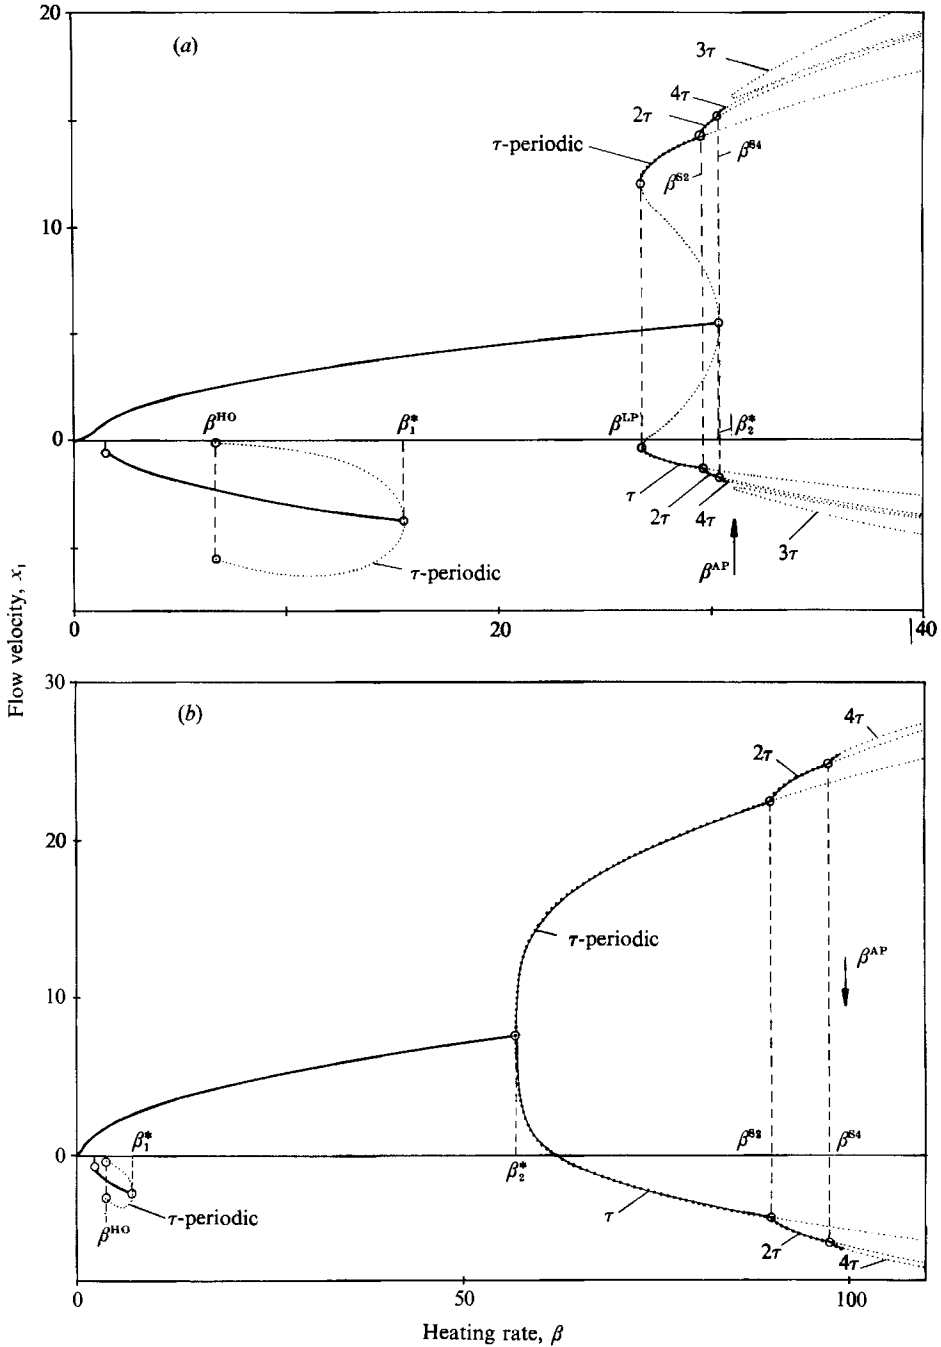 20
(a)
3τ
4τ
2τ
τ-periodic
β^S2
β^S4
10
β^HO
β₁*
β^LP
β₂*
0
τ
2τ
4τ
3τ
β^AP
τ-periodic
0
20
40
Flow velocity, x₁
30
(b)
4τ
2τ
20
τ-periodic
β^AP
10
β₁*
β^S2
β^S4
0
β₂*
τ
τ-periodic
β^HO
2τ
4τ
0
50
100
Heating rate, β